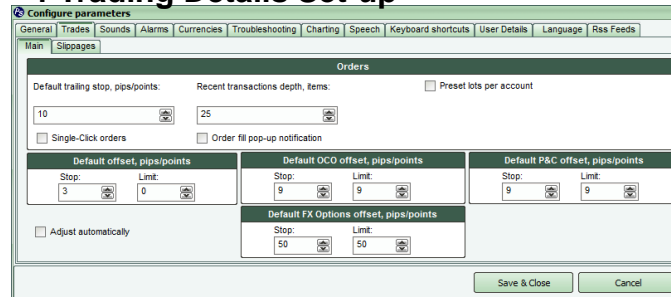 Trading Details Set-up
Configure parameters
General Trades Sounds Alarms Currencies Troubleshooting Charting Speech Keyboard shortcuts User Details Language Rss Feeds
Main Slippages
Orders
Default trailing stop, pips/points: Recent transactions depth, items: Preset lots per account
10 25
Single-Click orders Order fill pop-up notification
Default offset, pips/points Default OCO offset, pips/points Default P&C offset, pips/points
Stop: Limit: Stop: Limit: Stop: Limit:
3 0 9 9 9 9
Default FX Options offset, pips/points
Adjust automatically Stop: Limit:
50 50
Save & Close Cancel